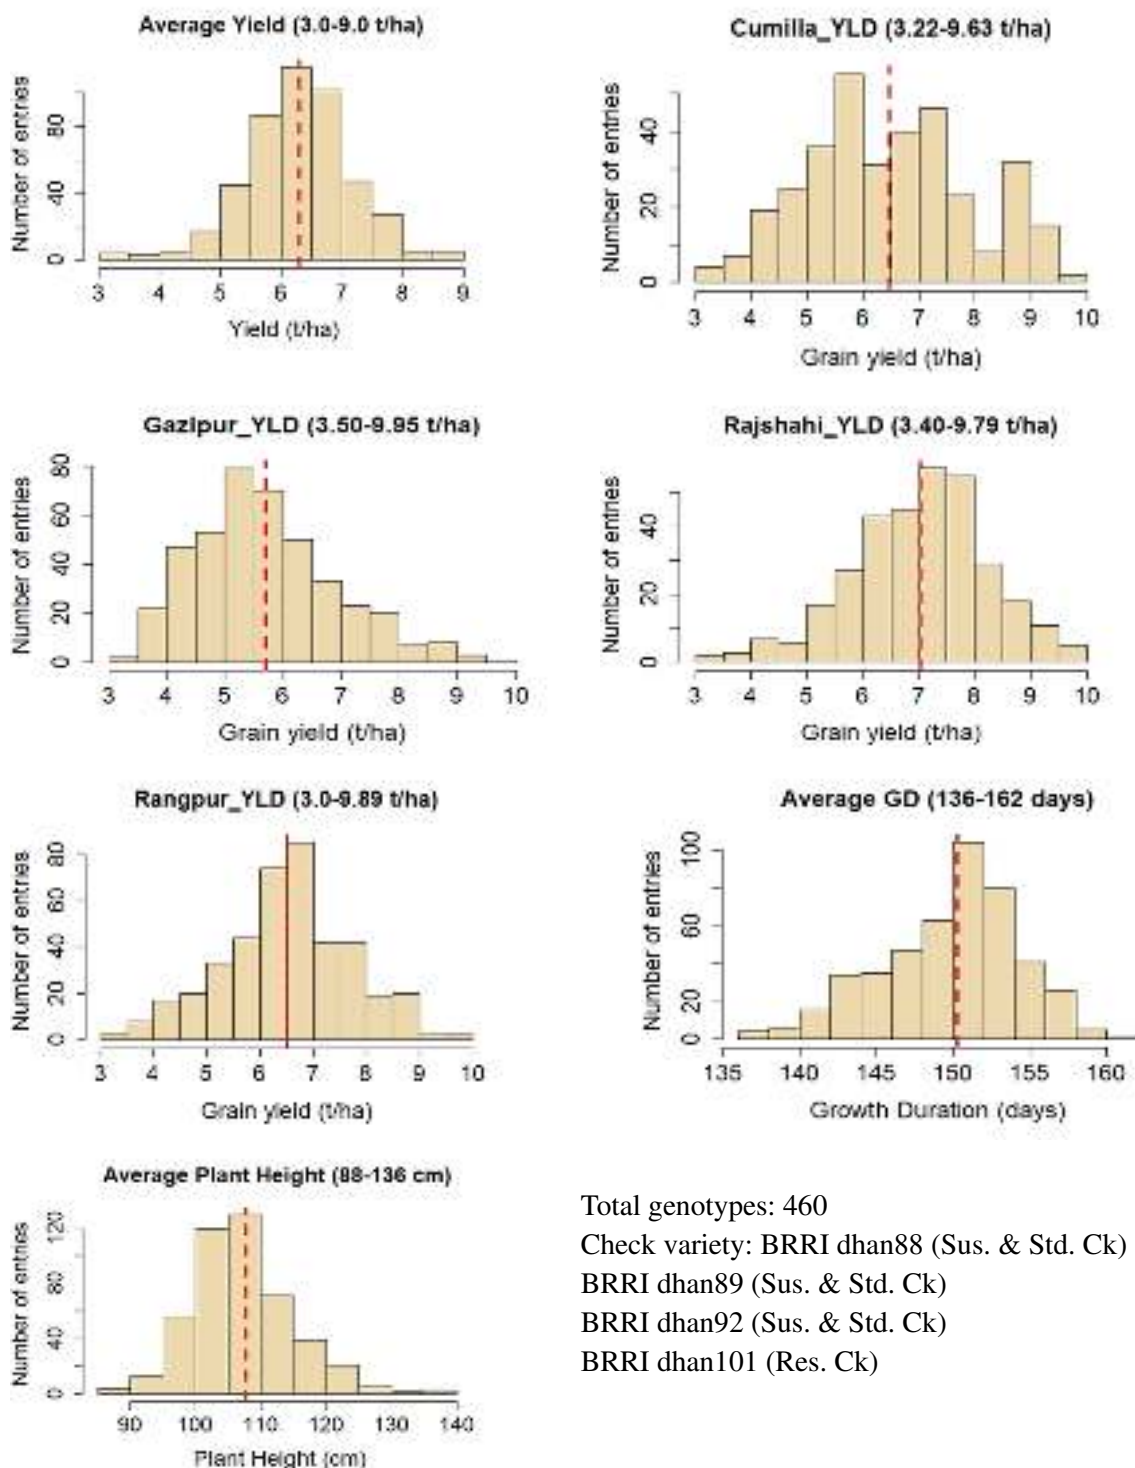 Average Yield (3.0-9.0 t/ha)
Number of entries
0 40 80
3 4 5 6 7 8 9
Yield (t/ha)
Cumilla_YLD (3.22-9.63 t/ha)
Number of entries
0 20 40
3 4 5 6 7 8 9 10
Grain yield (t/ha)
Gazipur_YLD (3.50-9.95 t/ha)
Number of entries
0 20 40 60 80
3 4 5 6 7 8 9 10
Grain yield (t/ha)
Rajshahi_YLD (3.40-9.79 t/ha)
Number of entries
0 20 40
3 4 5 6 7 8 9 10
Grain yield (t/ha)
Rangpur_YLD (3.0-9.89 t/ha)
Number of entries
0 20 40 60 80
3 4 5 6 7 8 9 10
Grain yield (t/ha)
Average GD (136-162 days)
Number of entries
0 20 60 100
135 140 145 150 155 160
Growth Duration (days)
Average Plant Height (88-136 cm)
Number of entries
0 40 80 120
90 100 110 120 130 140
Plant Height (cm)
Total genotypes: 460
Check variety: BRRI dhan88 (Sus. & Std. Ck)
BRRI dhan89 (Sus. & Std. Ck)
BRRI dhan92 (Sus. & Std. Ck)
BRRI dhan101 (Res. Ck)